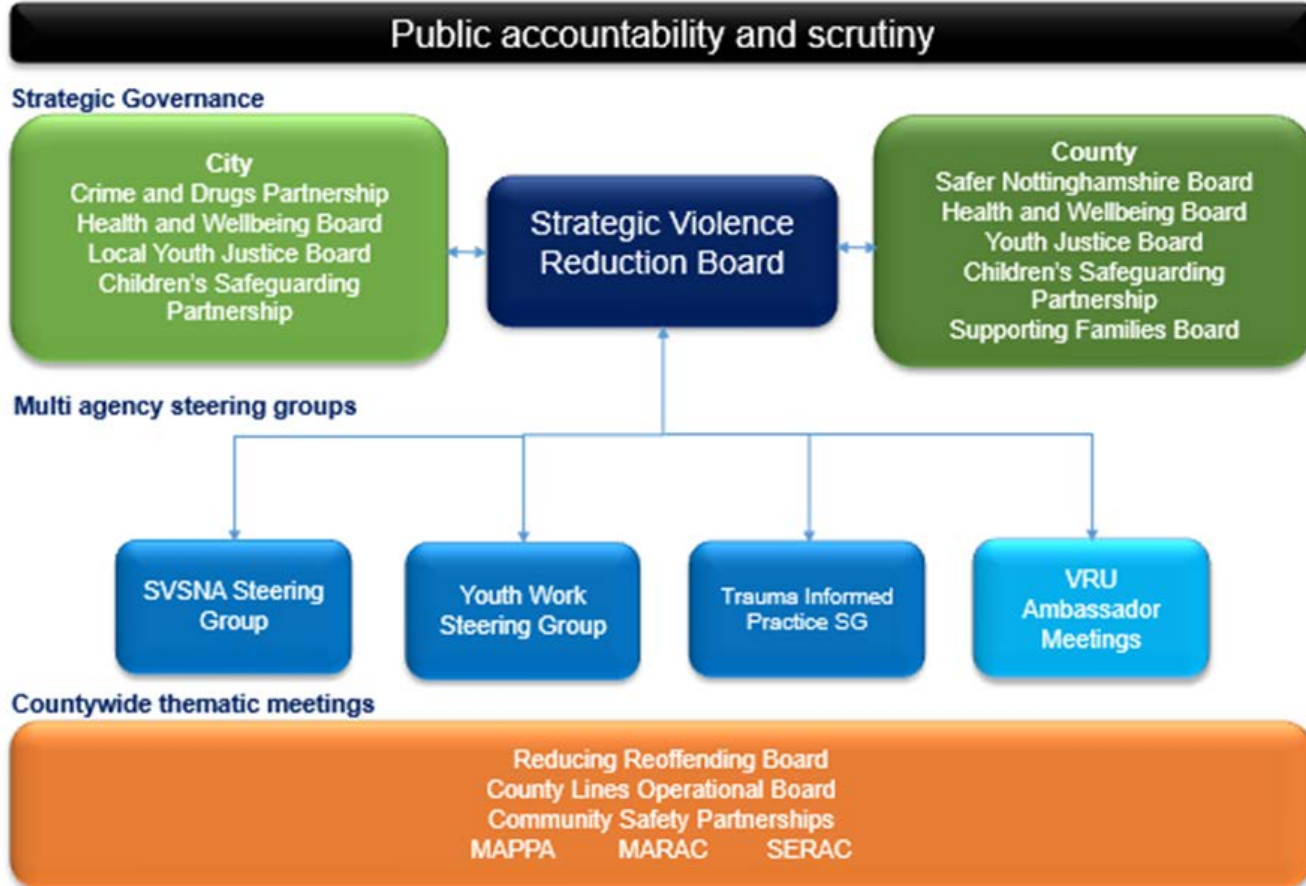 Public accountability and scrutiny
Strategic Governance
City
Crime and Drugs Partnership
Health and Wellbeing Board
Local Youth Justice Board
Children's Safeguarding
Partnership
Strategic Violence
Reduction Board
County
Safer Nottinghamshire Board
Health and Wellbeing Board
Youth Justice Board
Children's Safeguarding
Partnership
Supporting Families Board
Multi agency steering groups
SVSNA Steering
Group
Youth Work
Steering Group
Trauma Informed
Practice SG
VRU
Ambassador
Meetings
Countywide thematic meetings
Reducing Reoffending Board
County Lines Operational Board
Community Safety Partnerships
MAPPA MARAC SERAC